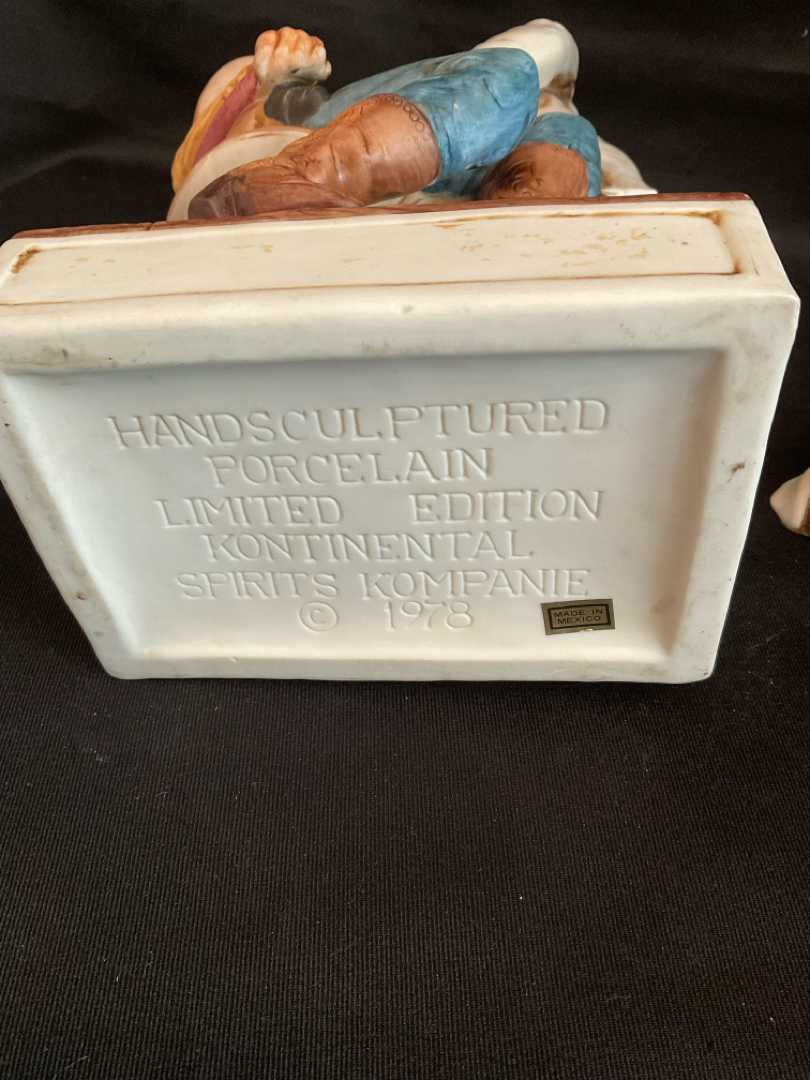 HANDSCULPTURED
PORCELAIN
LIMITED EDITION
KONTINENTAL
SPIRITS KOMPANIE
© 1978
MADE IN
MEXICO